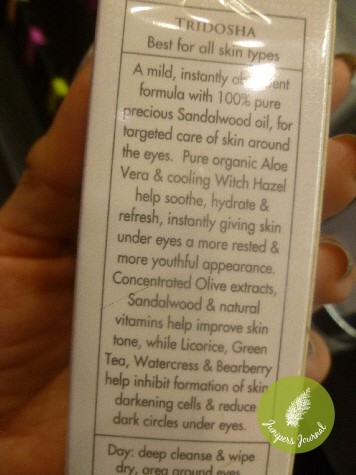 TRIDOSHA
Best for all skin types
A mild, instantly
formula with 100% pure
precious Sandalwood oil, for
targeted care of skin around
the eyes. Pure organic Aloe
Vera & cooling Witch Hazel
help soothe, hydrate &
refresh, instantly giving skin
under eyes a more rested &
more youthful appearance.
Concentrated Olive extracts,
Sandalwood & natural
vitamins help improve skin
tone, while Licorice, Green
Tea, Watercress & Bearberry
help inhibit formation of skin
darkening cells & reduce
dark circles under eyes.
Day: deep cleanse & wipe
dry, area around eyes
Junipers Journal